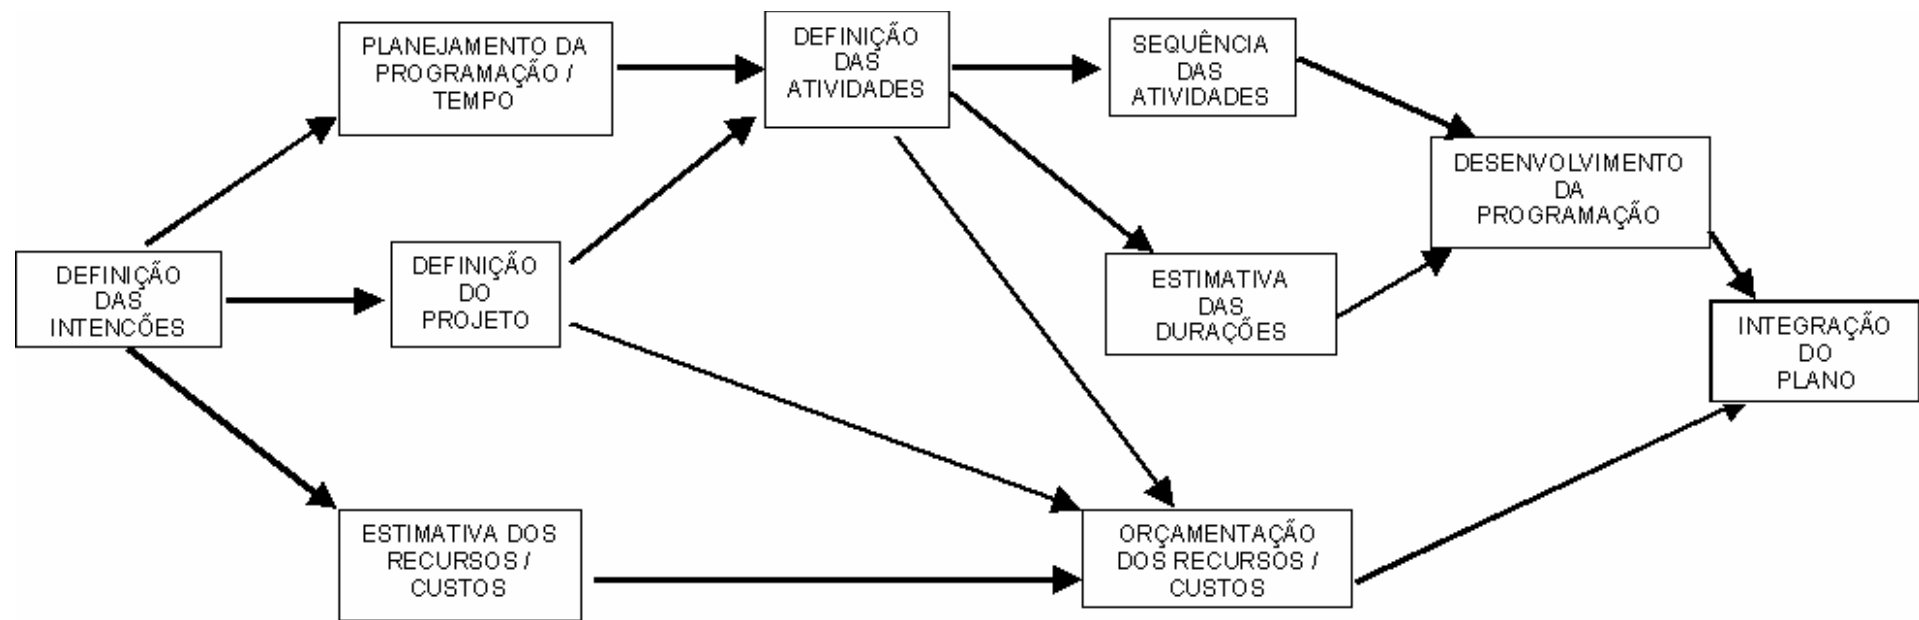 PLANEJAMENTO DA
PROGRAMAÇÃO /
TEMPO
DEFINIÇÃO
DAS
ATIVIDADES
SEQUÊNCIA
DAS
ATIVIDADES
DESENVOLVIMENTO
DA
PROGRAMAÇÃO
DEFINIÇÃO
DAS
INTENCÕES
DEFINIÇÃO
DO
PROJETO
ESTIMATIVA
DAS
DURAÇÕES
INTEGRAÇÃO
DO
PLANO
ESTIMATIVA DOS
RECURSOS /
CUSTOS
ORÇAMENTAÇÃO
DOS RECURSOS /
CUSTOS